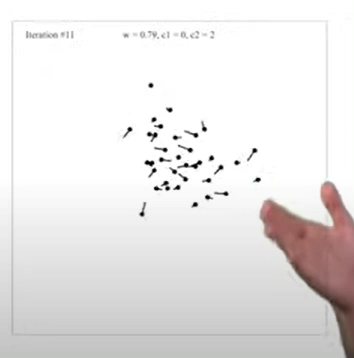 Iteration #11 w = 0.79, c1 = 0, c2 = 2